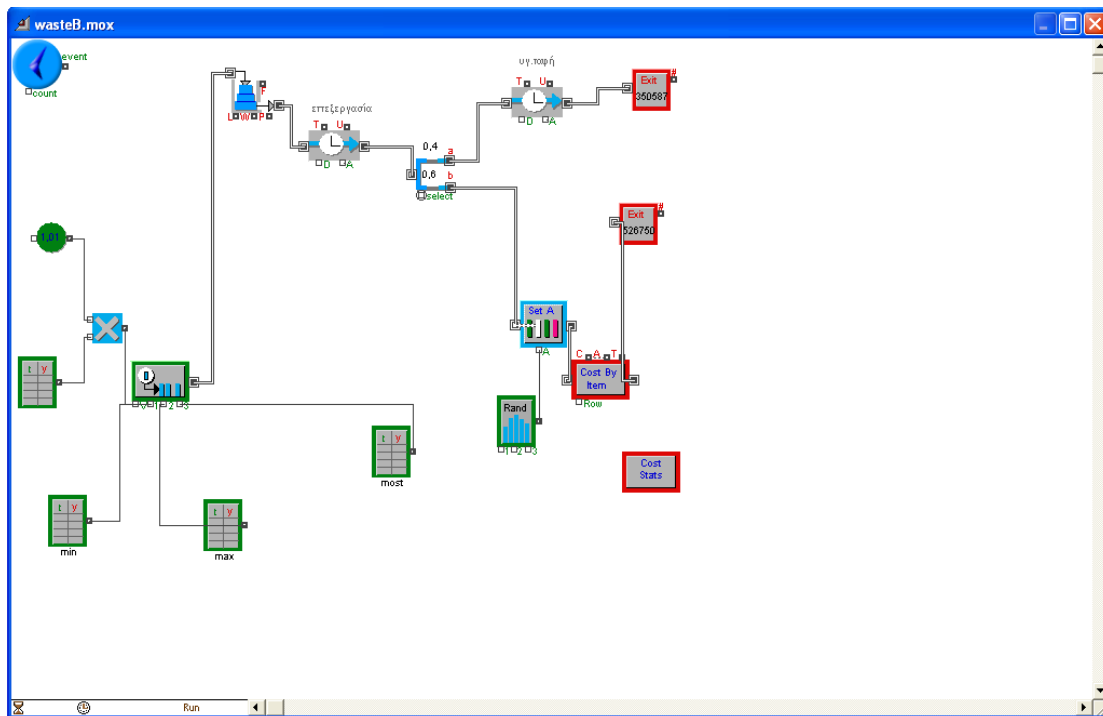 wasteB.mox
event
count
υγ.ταφή
T U
D A
Exit
#
350587
F
L W P
επεξεργασία
T U
D A
0,4
a
0,6
b
select
Exit
#
526750
1,01
Set A
A
C A T
Cost By
Item
Row
t y
V 1 2 3
Rand
1 2 3
t y
most
Cost
Stats
t y
min
t y
max
Run